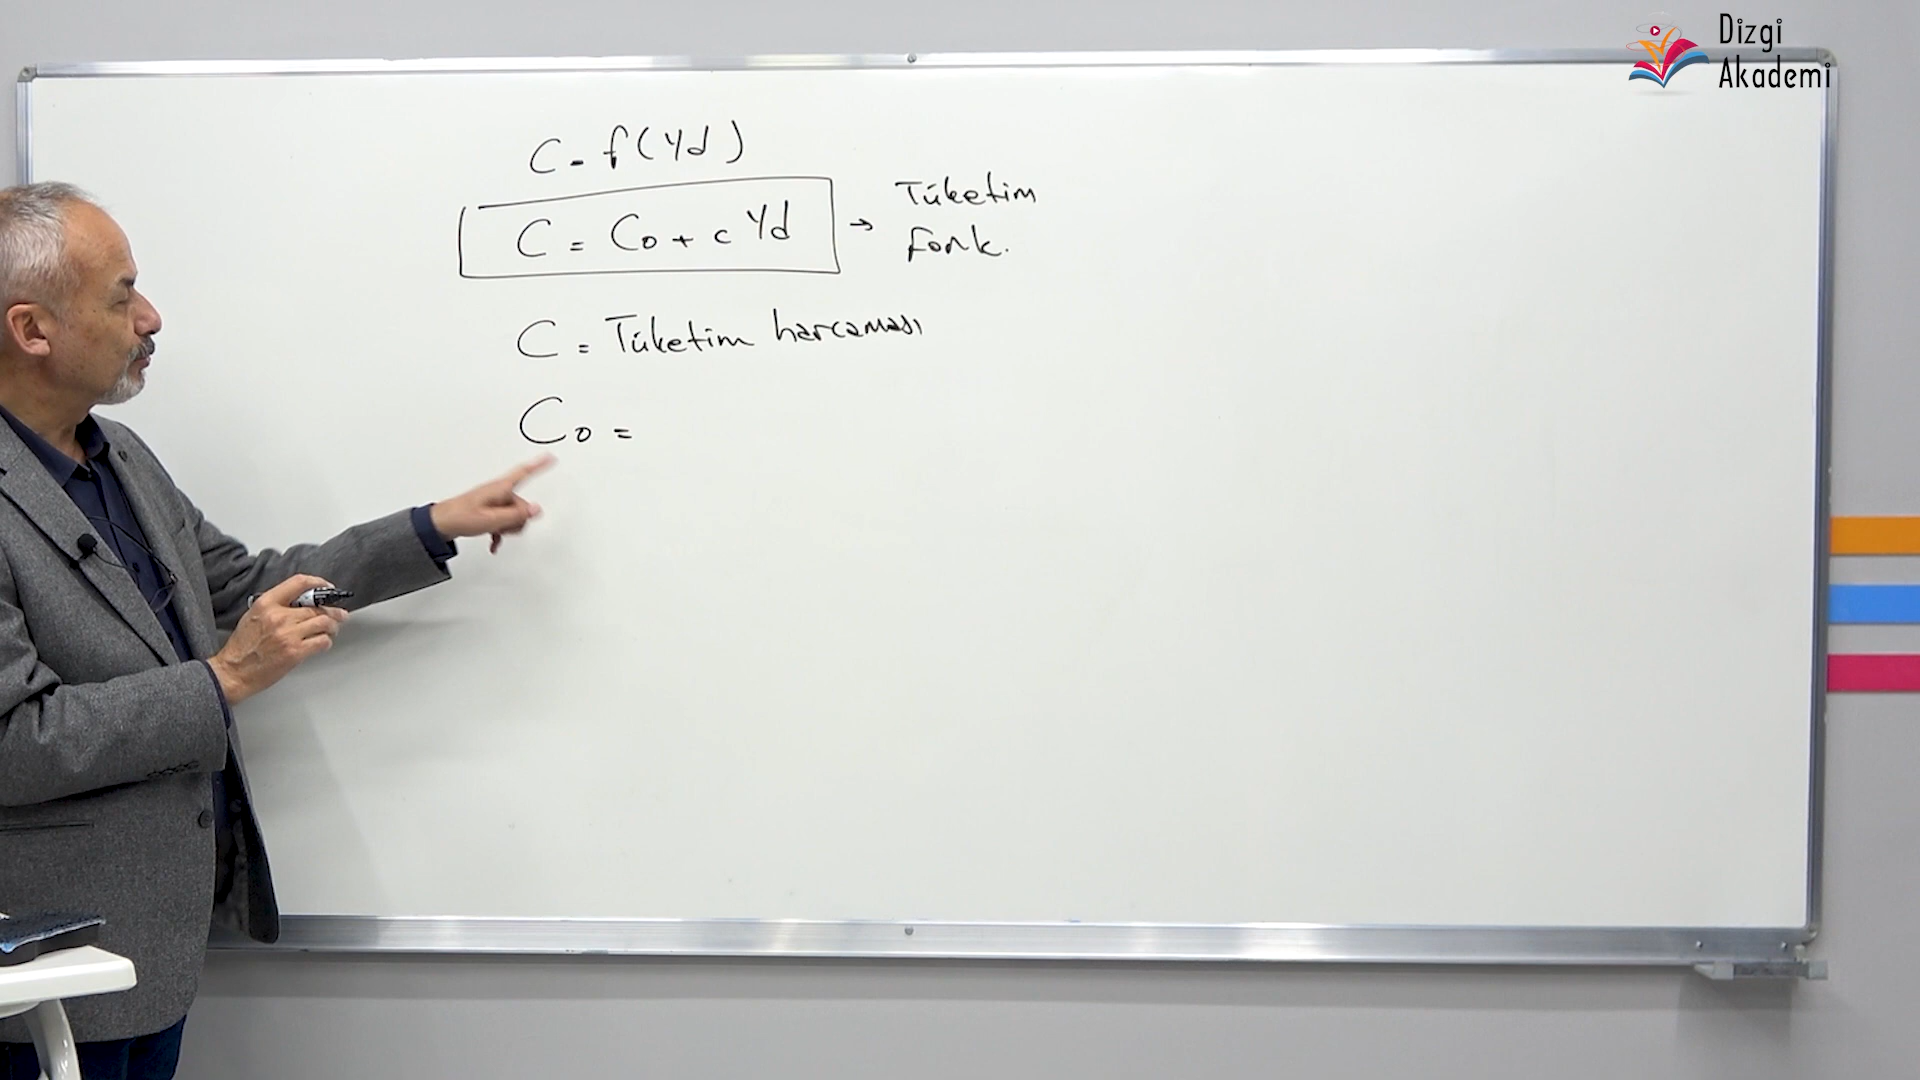 Dizgi
Akademi
C = f(Yd)
C = Co + c Yd → Tüketim
Fonk.
C = Tüketim harcaması
Co =